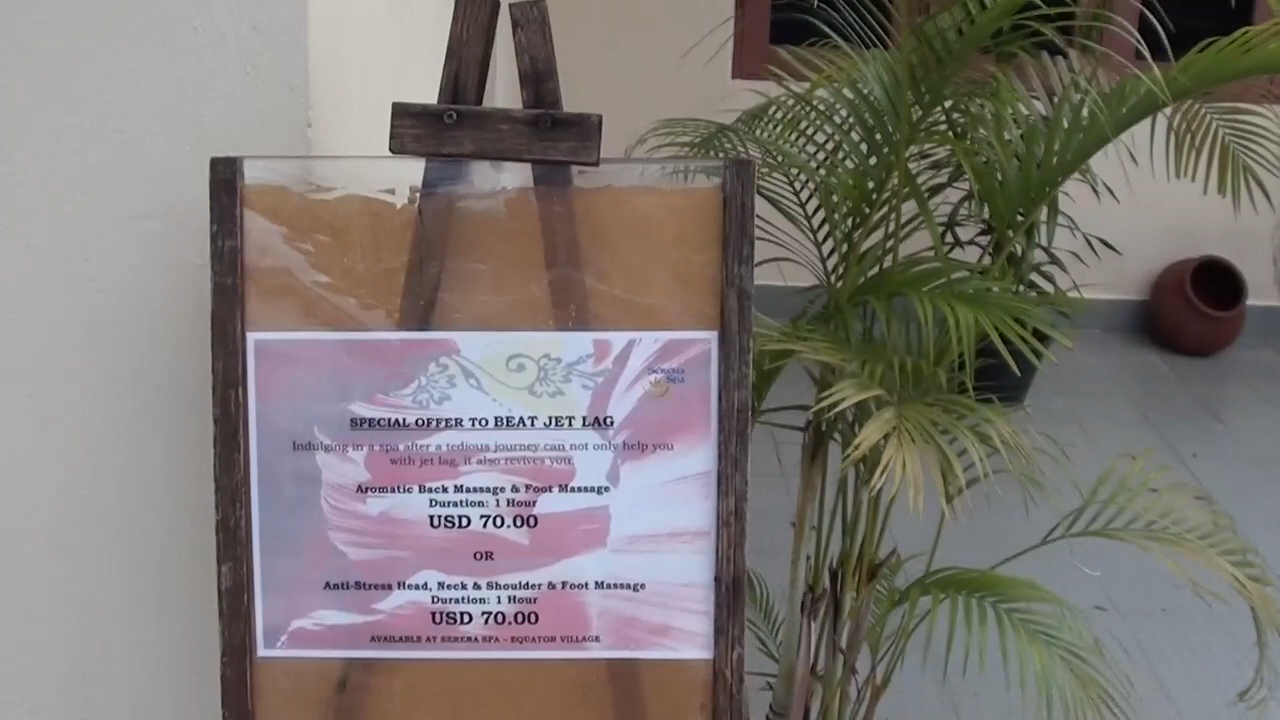 SERENA
SPA
SPECIAL OFFER TO BEAT JET LAG
Indulging in a spa after a tedious journey can not only help you
with jet lag, it also revives you.
Aromatic Back Massage & Foot Massage
Duration: 1 Hour
USD 70.00
OR
Anti-Stress Head, Neck & Shoulder & Foot Massage
Duration: 1 Hour
USD 70.00
AVAILABLE AT SERENA SPA – EQUATOR VILLAGE